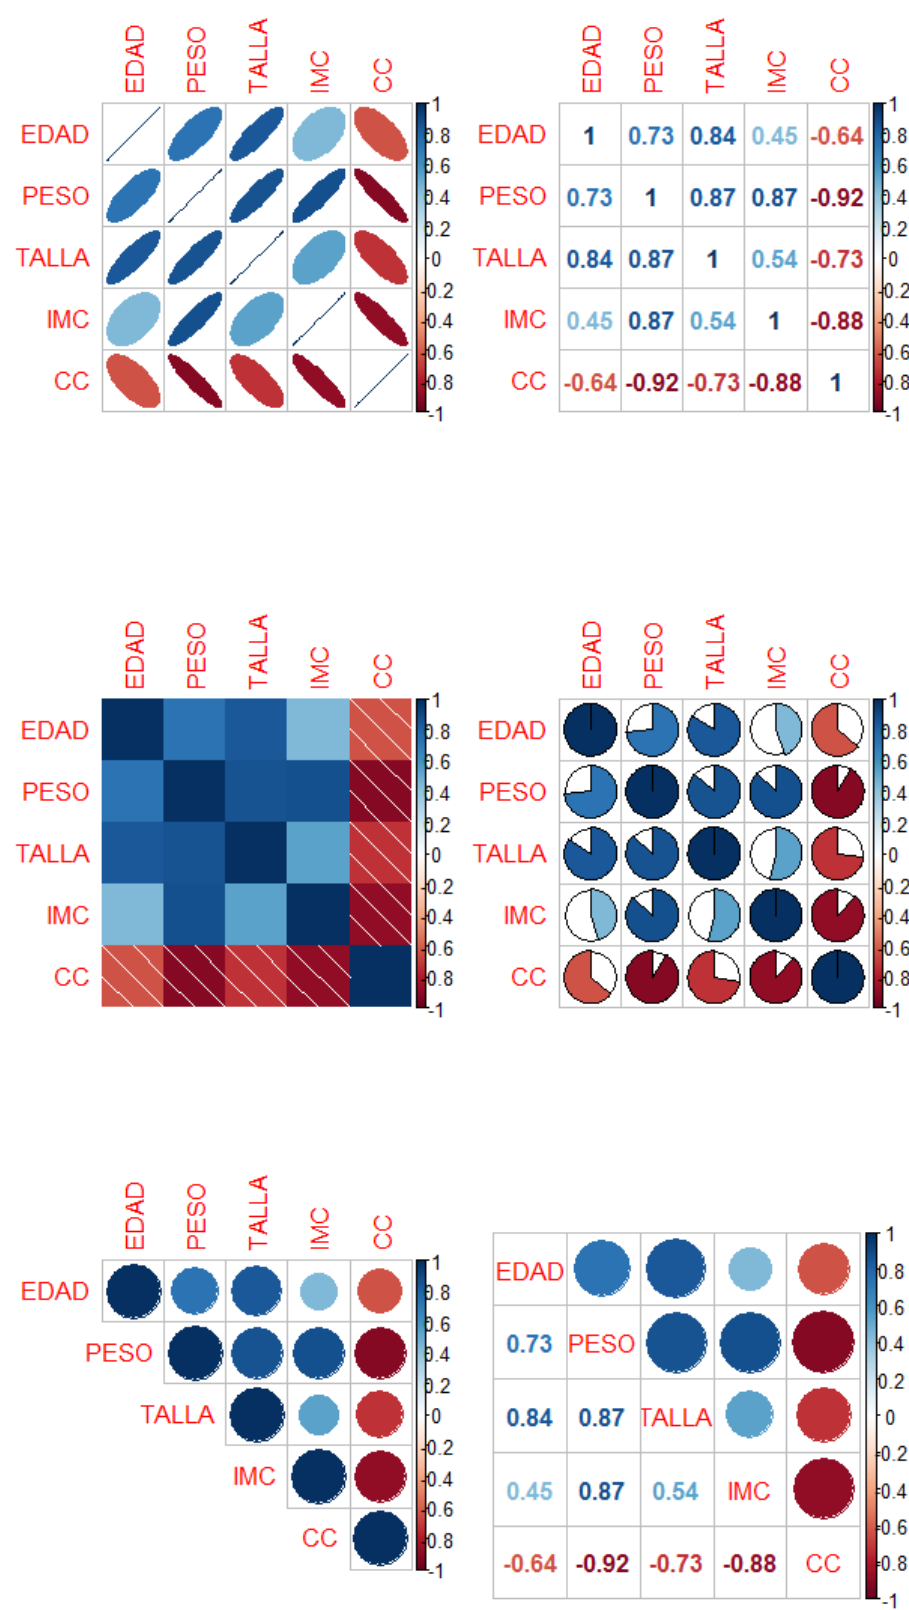 EDAD PESO TALLA IMC CC
EDAD
PESO
TALLA
IMC
CC
1
0.8
0.6
0.4
0.2
0
-0.2
-0.4
-0.6
-0.8
-1
EDAD PESO TALLA IMC CC
EDAD 1 0.73 0.84 0.45 -0.64
PESO 0.73 1 0.87 0.87 -0.92
TALLA 0.84 0.87 1 0.54 -0.73
IMC 0.45 0.87 0.54 1 -0.88
CC -0.64 -0.92 -0.73 -0.88 1
1
0.8
0.6
0.4
0.2
0
-0.2
-0.4
-0.6
-0.8
-1
EDAD PESO TALLA IMC CC
EDAD
PESO
TALLA
IMC
CC
1
0.8
0.6
0.4
0.2
0
-0.2
-0.4
-0.6
-0.8
-1
EDAD PESO TALLA IMC CC
EDAD
PESO
TALLA
IMC
CC
1
0.8
0.6
0.4
0.2
0
-0.2
-0.4
-0.6
-0.8
-1
EDAD PESO TALLA IMC CC
EDAD
PESO
TALLA
IMC
CC
1
0.8
0.6
0.4
0.2
0
-0.2
-0.4
-0.6
-0.8
-1
EDAD
0.73 PESO
0.84 0.87 TALLA
0.45 0.87 0.54 IMC
-0.64 -0.92 -0.73 -0.88 CC
1
0.8
0.6
0.4
0.2
0
-0.2
-0.4
-0.6
-0.8
-1